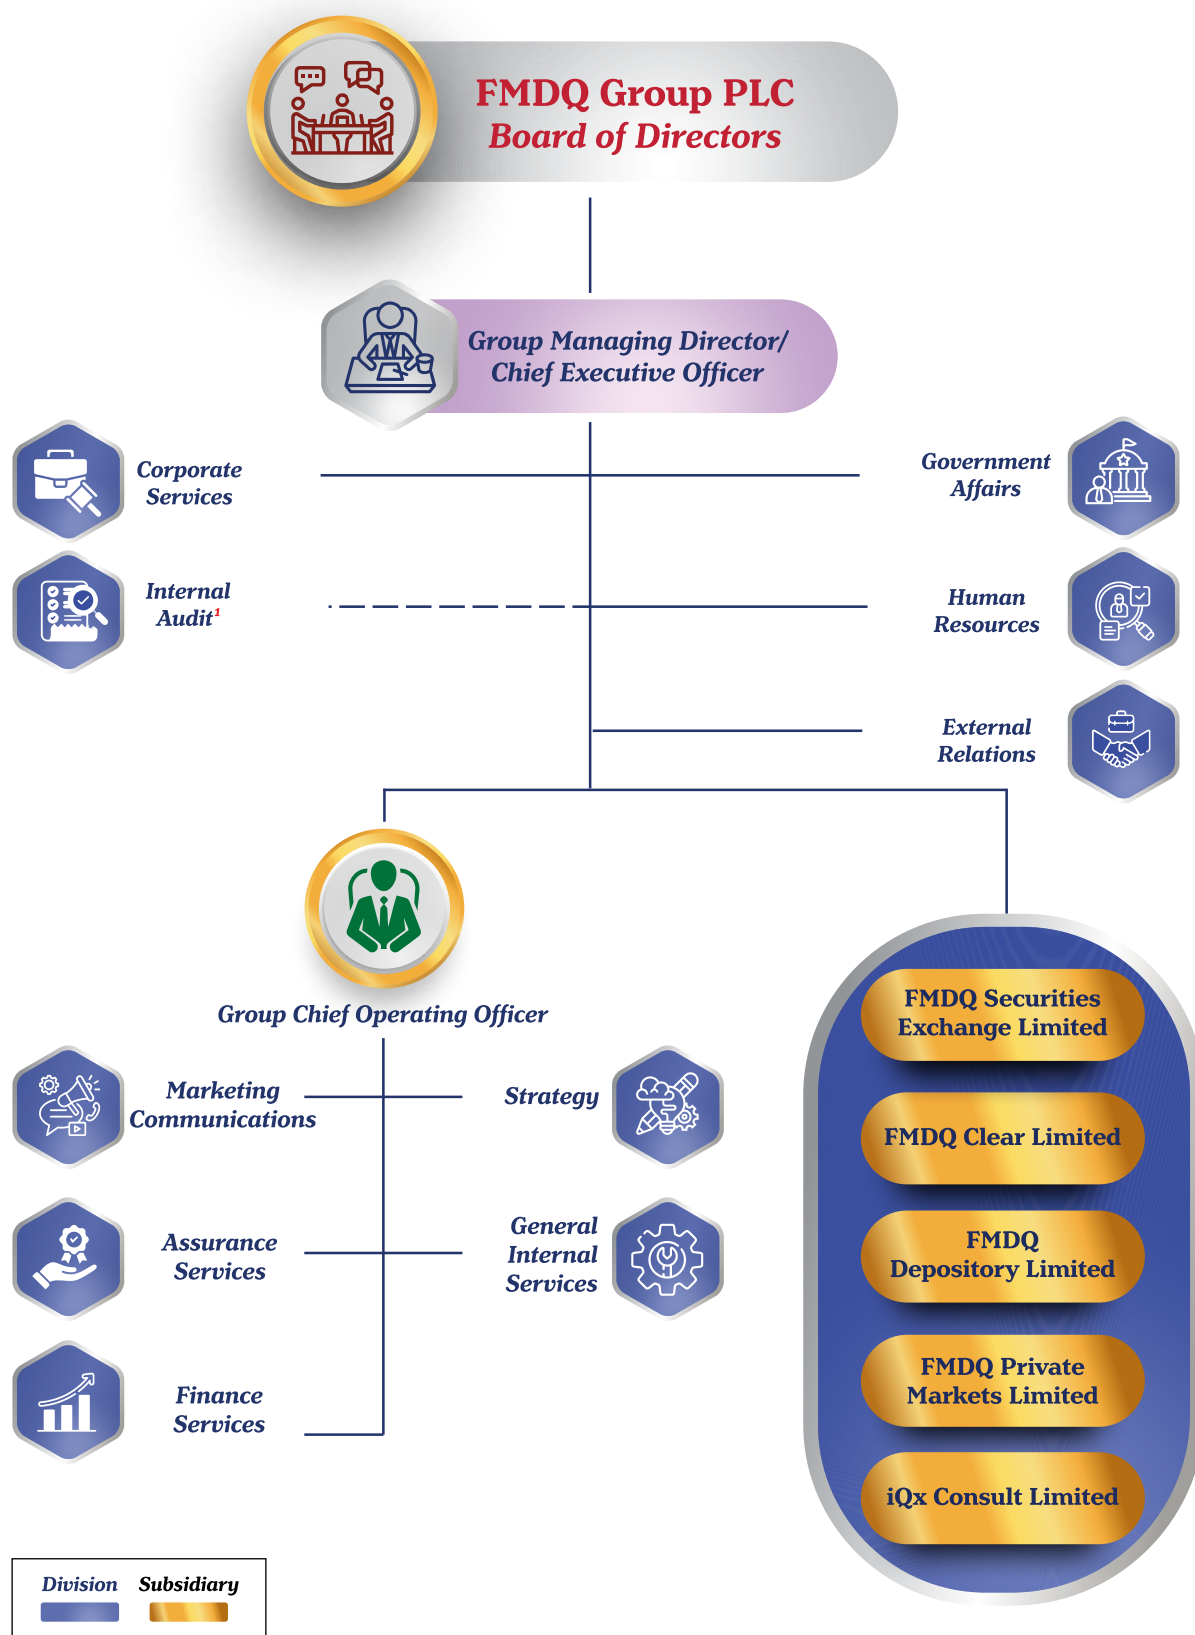 FMDQ Group PLC
Board of Directors
Group Managing Director/
Chief Executive Officer
Corporate
Services
Government
Affairs
Internal
Audit¹
Human
Resources
External
Relations
Group Chief Operating Officer
Marketing
Communications
Strategy
Assurance
Services
General
Internal
Services
Finance
Services
FMDQ Securities
Exchange Limited
FMDQ Clear Limited
FMDQ
Depository Limited
FMDQ Private
Markets Limited
iQx Consult Limited
Division
Subsidiary